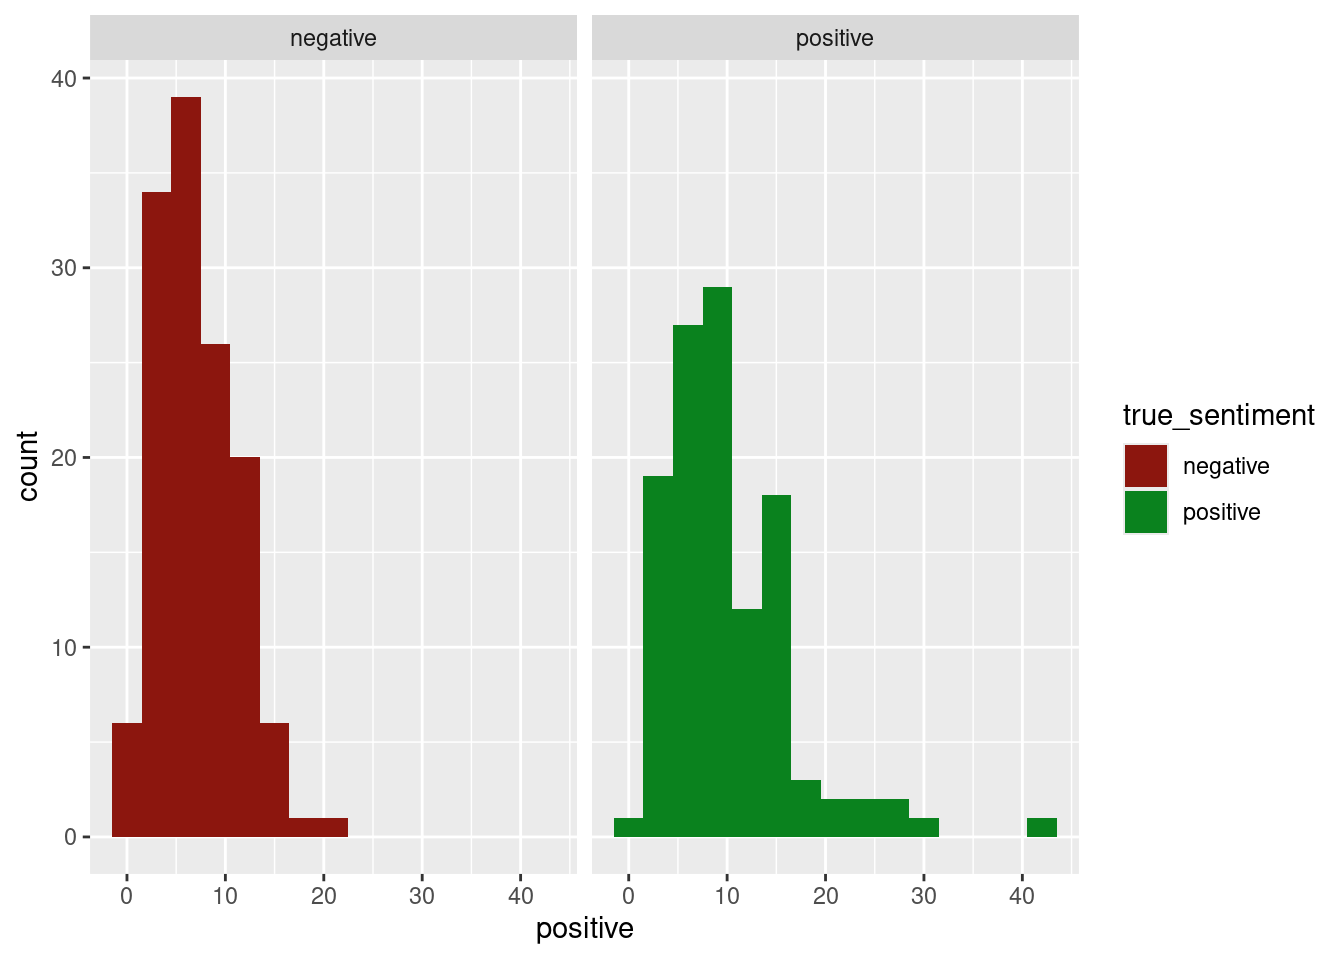 negative positive
40
30
20
10
0
count
0 10 20 30 40 0 10 20 30 40
positive
true_sentiment
negative
positive